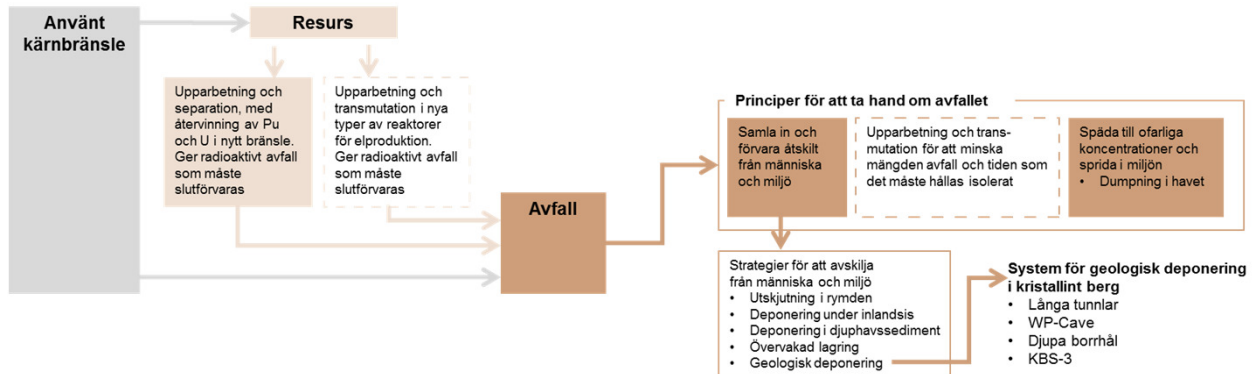 Använt
kärnbränsle
Resurs
Upparbetning och
separation, med
återvinning av Pu
och U i nytt bränsle.
Ger radioaktivt avfall
som måste
slutförvaras
Upparbetning och
transmutation i nya
typer av reaktorer
för elproduktion.
Ger radioaktivt avfall
som måste
slutförvaras
Avfall
Principer för att ta hand om avfallet
Samla in och
förvara åtskilt
från människa
och miljö
Upparbetning och trans-
mutation för att minska
mängden avfall och tiden som
det måste hållas isolerat
Späda till ofarliga
koncentrationer och
sprida i miljön
• Dumpning i havet
Strategier för att avskilja
från människa och miljö
• Utskjutning i rymden
• Deponering under inlandsis
• Deponering i djuphavssediment
• Övervakad lagring
• Geologisk deponering
System för geologisk deponering
i kristallint berg
• Långa tunnlar
• WP-Cave
• Djupa borrhål
• KBS-3